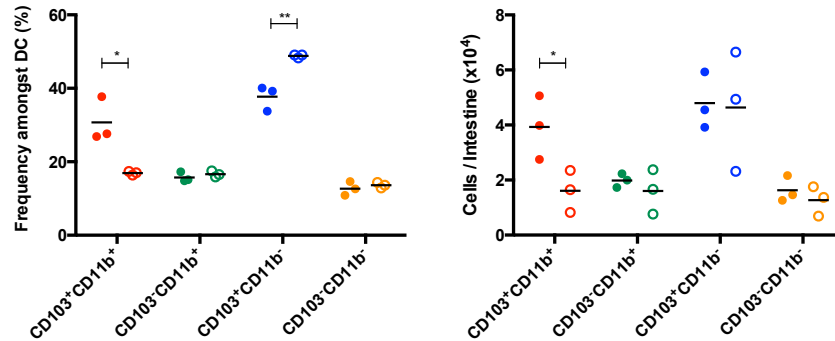 Frequency amongst DC (%)
60
40
20
0
*
**
CD103⁺CD11b⁺
CD103⁻CD11b⁺
CD103⁺CD11b⁻
CD103⁻CD11b⁻
Cells / Intestine (x10⁴)
8
6
4
2
0
*
CD103⁺CD11b⁺
CD103⁻CD11b⁺
CD103⁺CD11b⁻
CD103⁻CD11b⁻